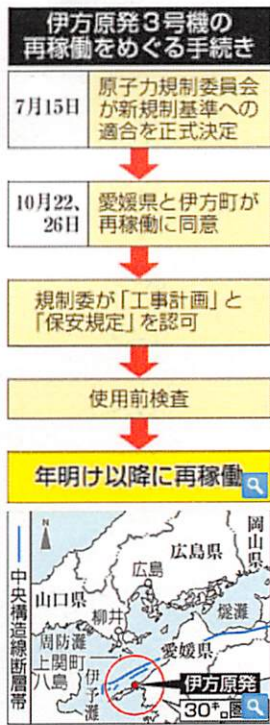 伊方原発3号機の
再稼働をめぐる手続き
7月15日
原子力規制委員会
が新規制基準への
適合を正式決定
10月22、
26日
愛媛県と伊方町が
再稼働に同意
規制委が「工事計画」と
「保安規定」を認可
使用前検査
年明け以降に再稼働
N
中央構造線断層帯
岡山県
広島県
広島
山口県
柳井
燧灘
周防灘
上関町
八島
伊予灘
愛媛県
伊方原発
30㌔圏